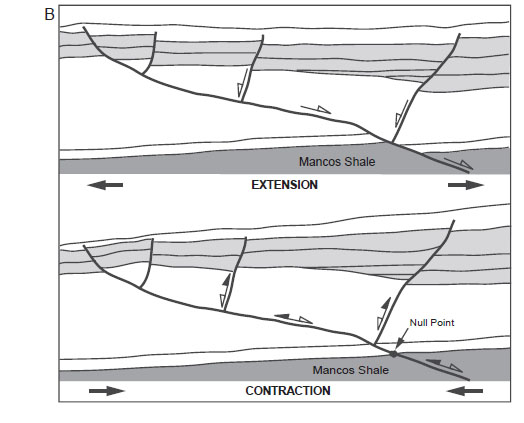 B
Mancos Shale
EXTENSION
Null Point
Mancos Shale
CONTRACTION